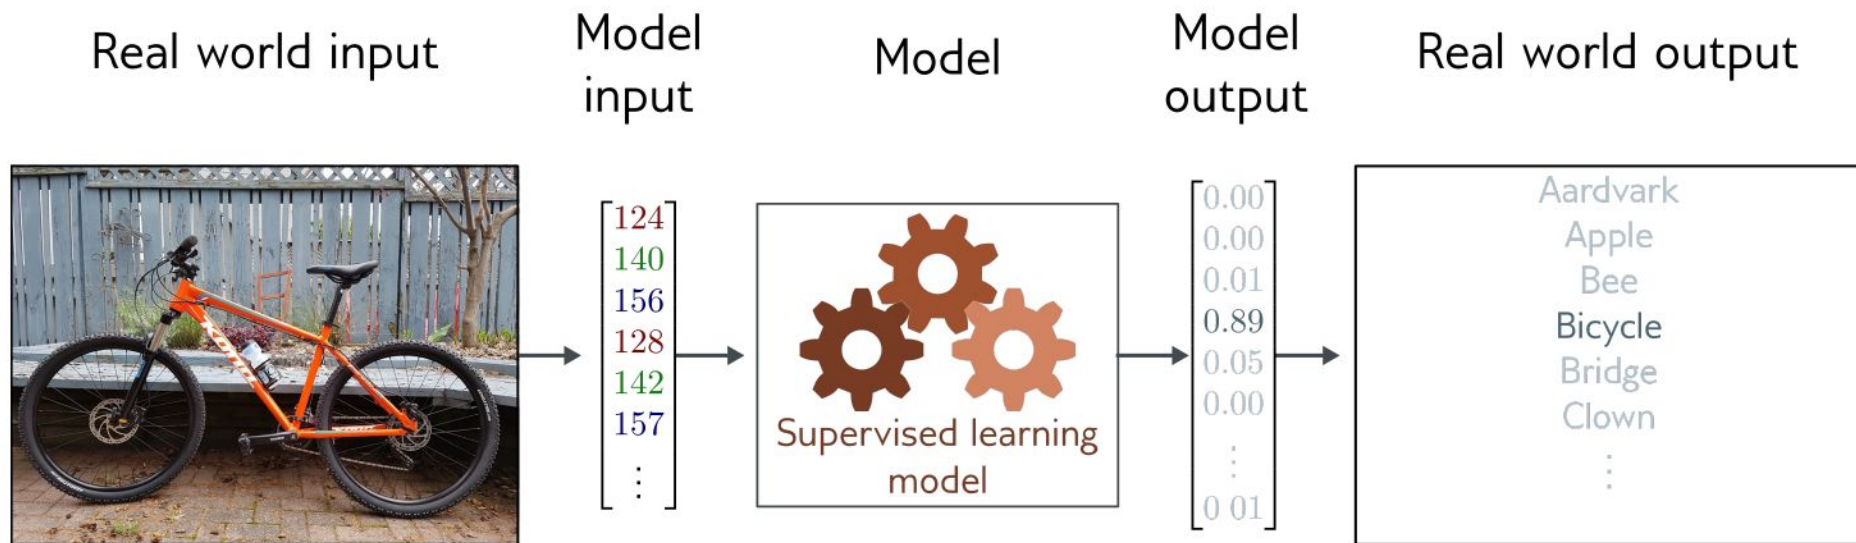 Real world input
Model
input
Model
Model
output
Real world output
KONA
124
140
156
128
142
157
⋮
Supervised learning
model
0.00
0.00
0.01
0.89
0.05
0.00
⋮
0 01
Aardvark
Apple
Bee
Bicycle
Bridge
Clown
⋮